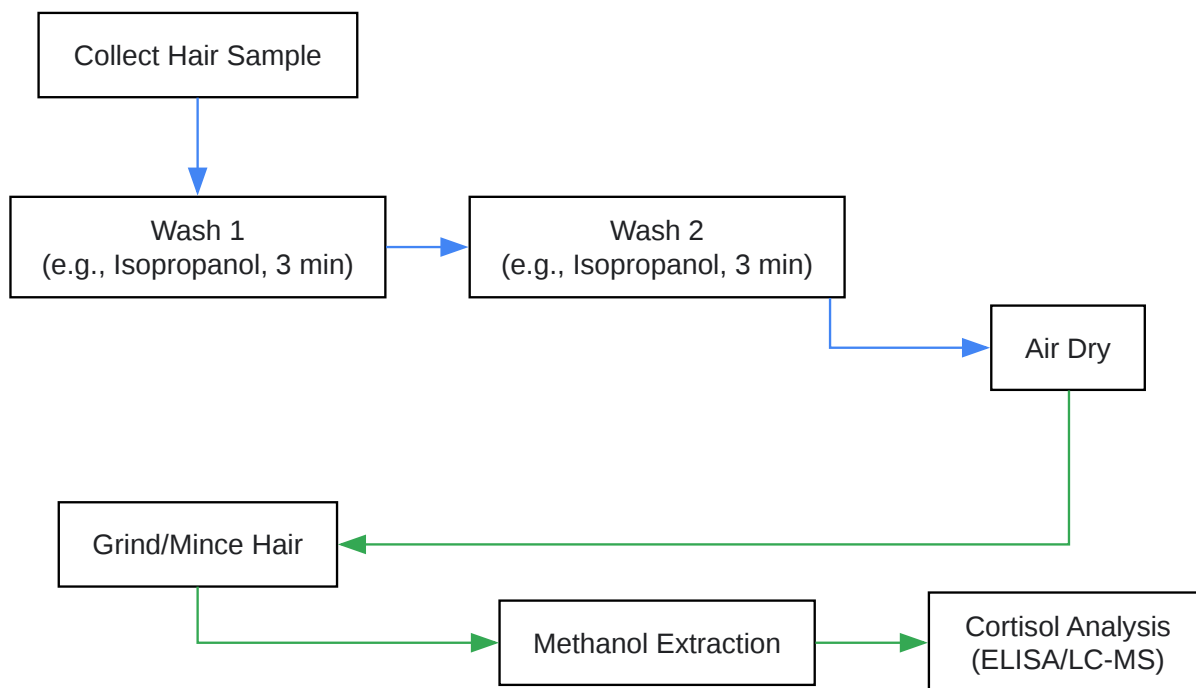 Collect Hair Sample
Wash 1
(e.g., Isopropanol, 3 min)
Wash 2
(e.g., Isopropanol, 3 min)
Air Dry
Grind/Mince Hair
Methanol Extraction
Cortisol Analysis
(ELISA/LC-MS)